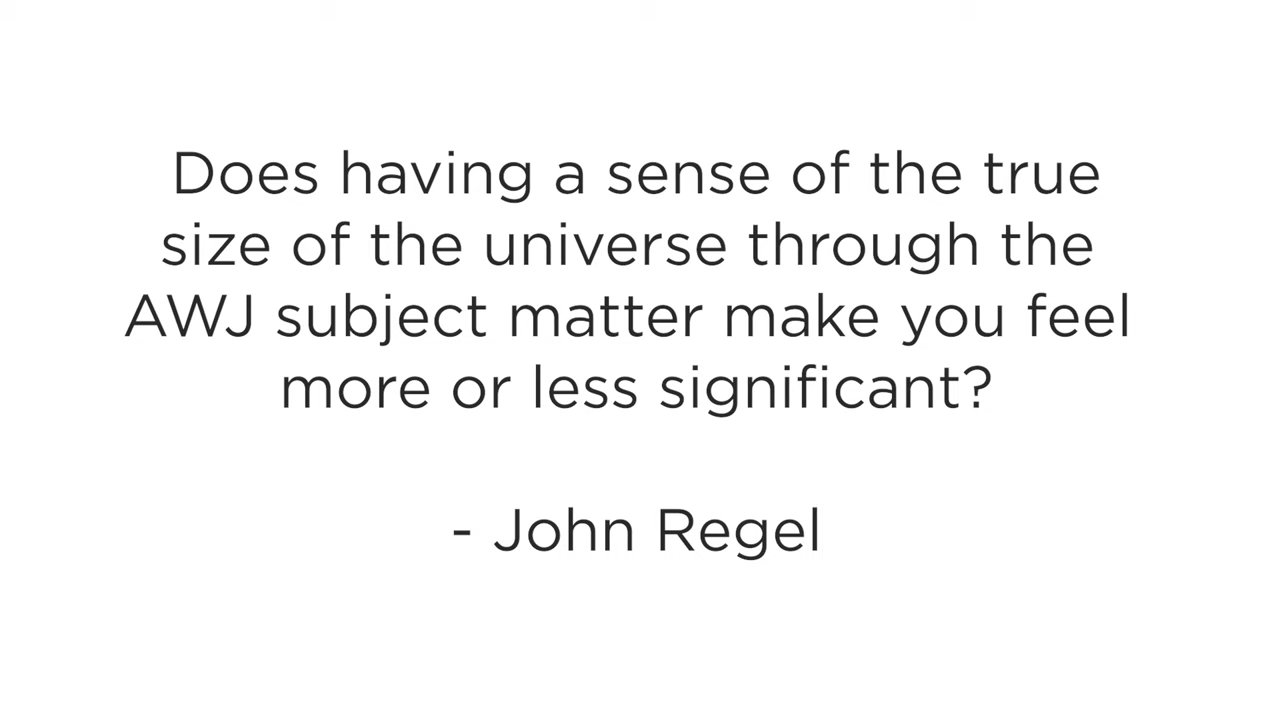 Does having a sense of the true
size of the universe through the
AWJ subject matter make you feel
more or less significant?
- John Regel